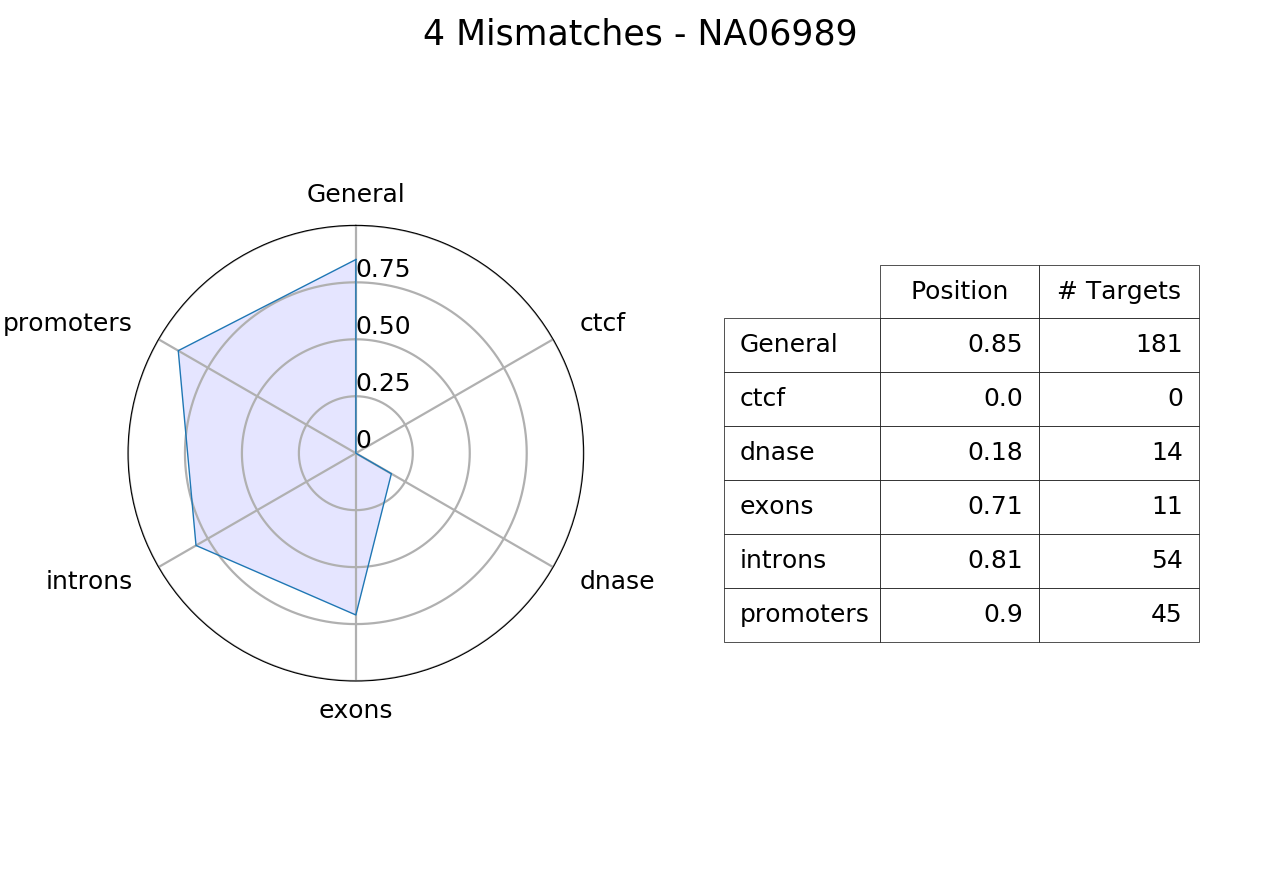 4 Mismatches - NA06989
General
promoters
ctcf
0.75
0.50
0.25
0
introns
dnase
exons
Position # Targets
General 0.85 181
ctcf 0.0 0
dnase 0.18 14
exons 0.71 11
introns 0.81 54
promoters 0.9 45